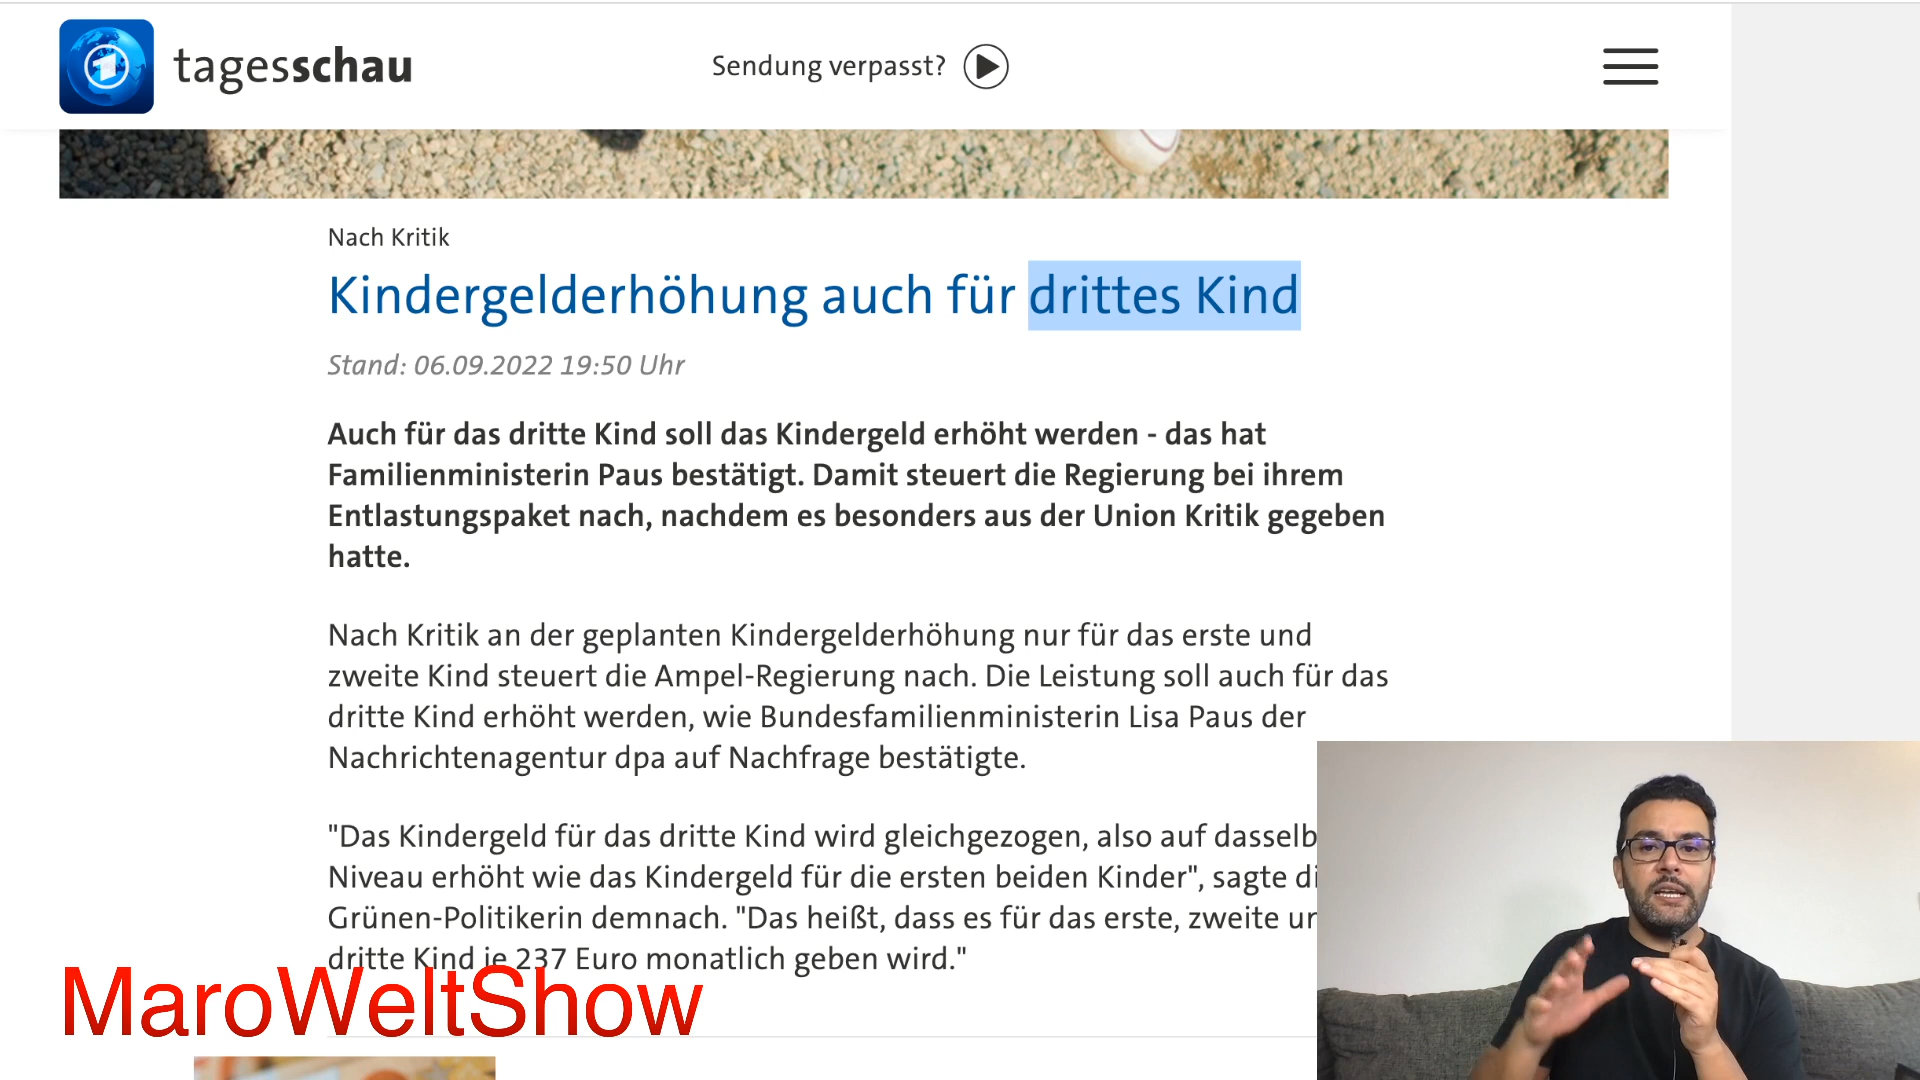 tagesschau
Sendung verpasst?
Nach Kritik
Kindergelderhöhung auch für drittes Kind
Stand: 06.09.2022 19:50 Uhr
Auch für das dritte Kind soll das Kindergeld erhöht werden - das hat
Familienministerin Paus bestätigt. Damit steuert die Regierung bei ihrem
Entlastungspaket nach, nachdem es besonders aus der Union Kritik gegeben
hatte.
Nach Kritik an der geplanten Kindergelderhöhung nur für das erste und
zweite Kind steuert die Ampel-Regierung nach. Die Leistung soll auch für das
dritte Kind erhöht werden, wie Bundesfamilienministerin Lisa Paus der
Nachrichtenagentur dpa auf Nachfrage bestätigte.
"Das Kindergeld für das dritte Kind wird gleichgezogen, also auf dasselb
Niveau erhöht wie das Kindergeld für die ersten beiden Kinder", sagte di
Grünen-Politikerin demnach. "Das heißt, dass es für das erste, zweite un
dritte Kind je 237 Euro monatlich geben wird."
MaroWeltShow